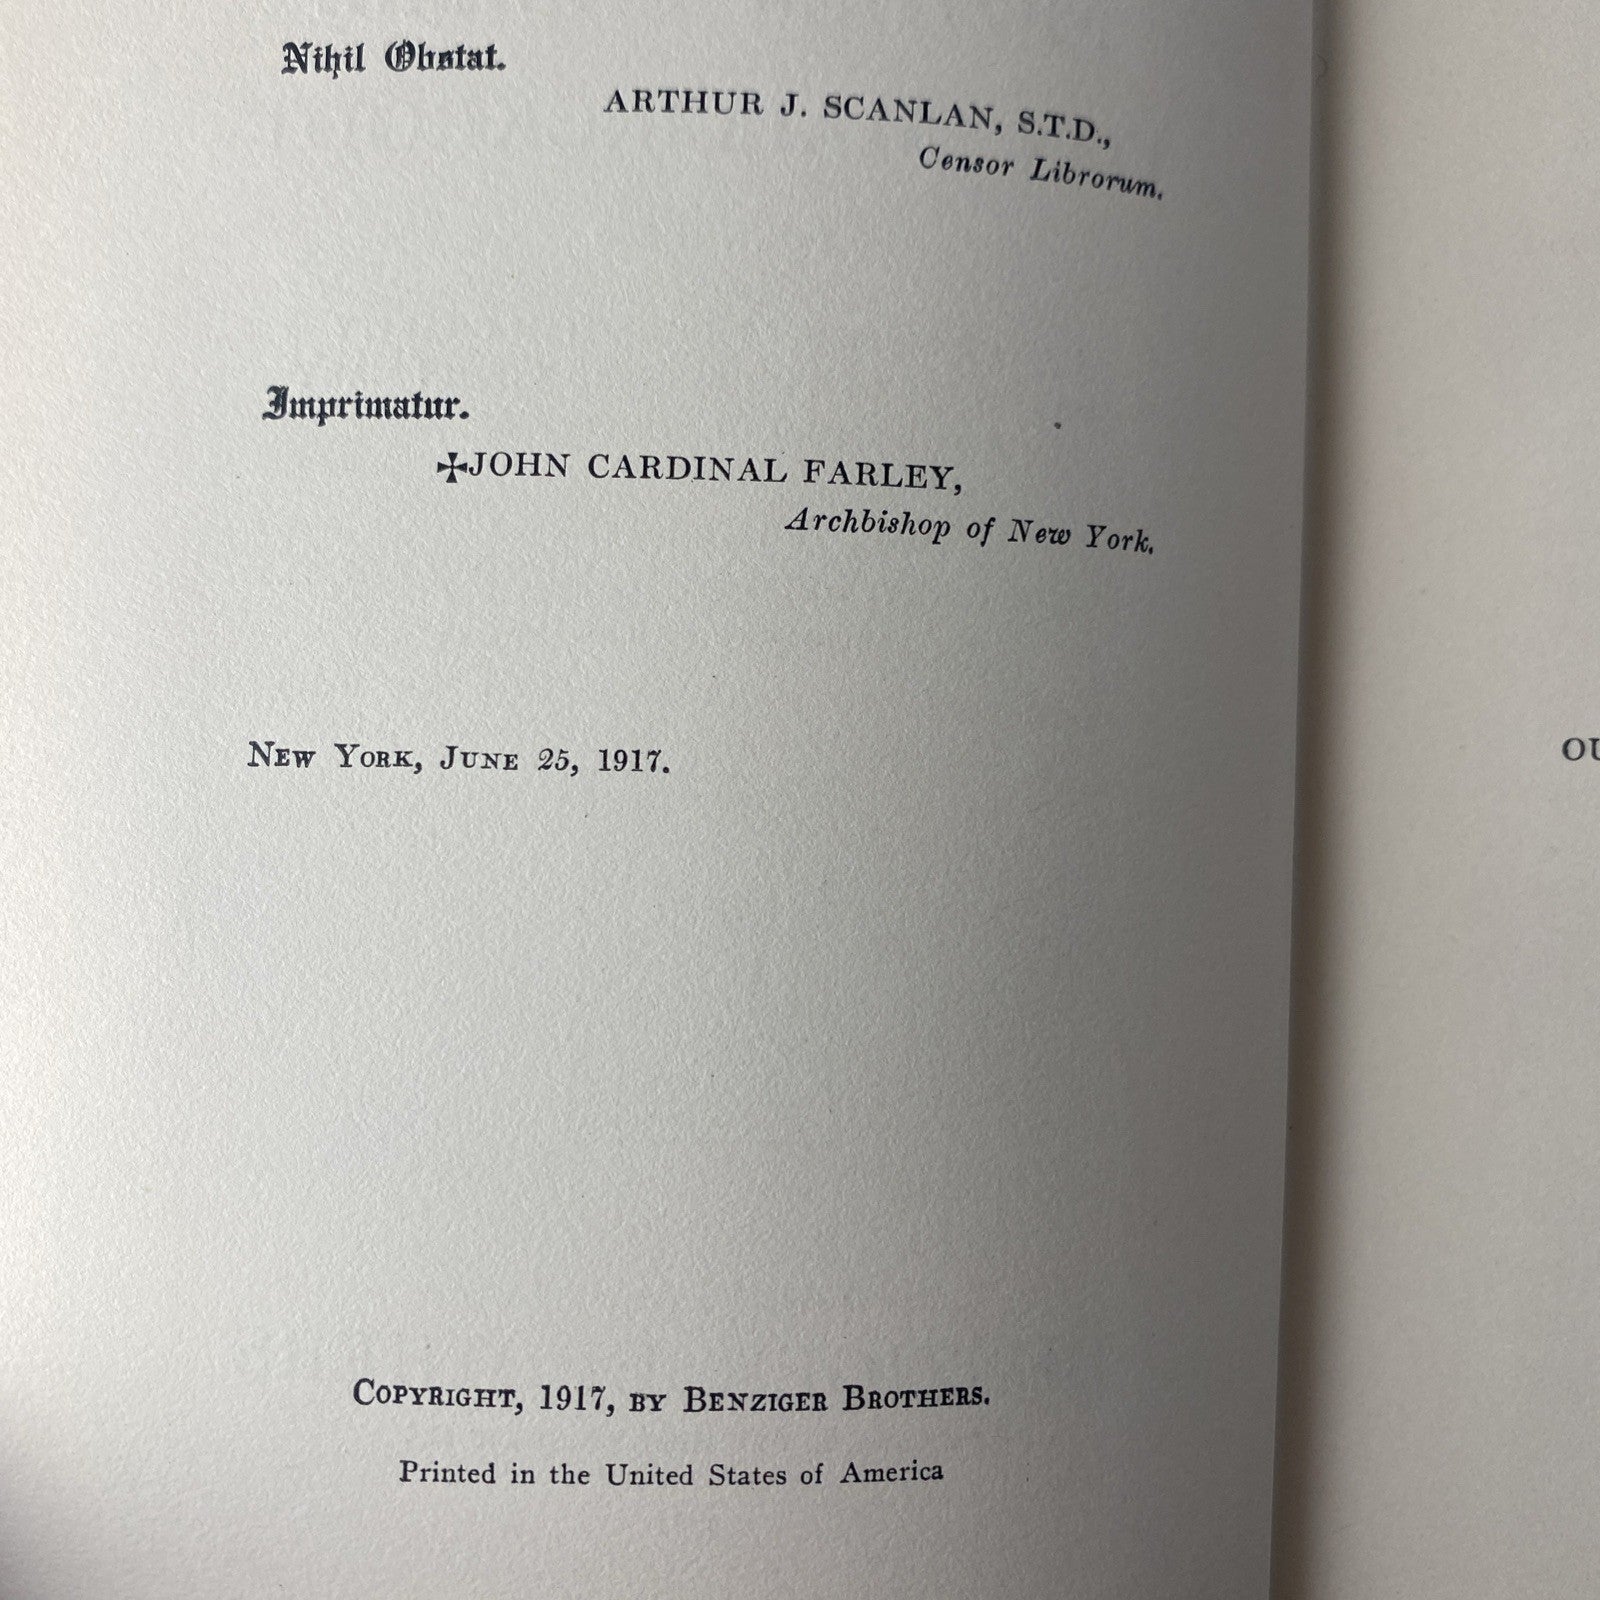 Nihil Obstat.
ARTHUR J. SCANLAN, S.T.D.,
Censor Librorum.
Imprimatur.
✠JOHN CARDINAL FARLEY,
Archbishop of New York.
NEW YORK, JUNE 25, 1917.
COPYRIGHT, 1917, BY BENZIGER BROTHERS.
Printed in the United States of America